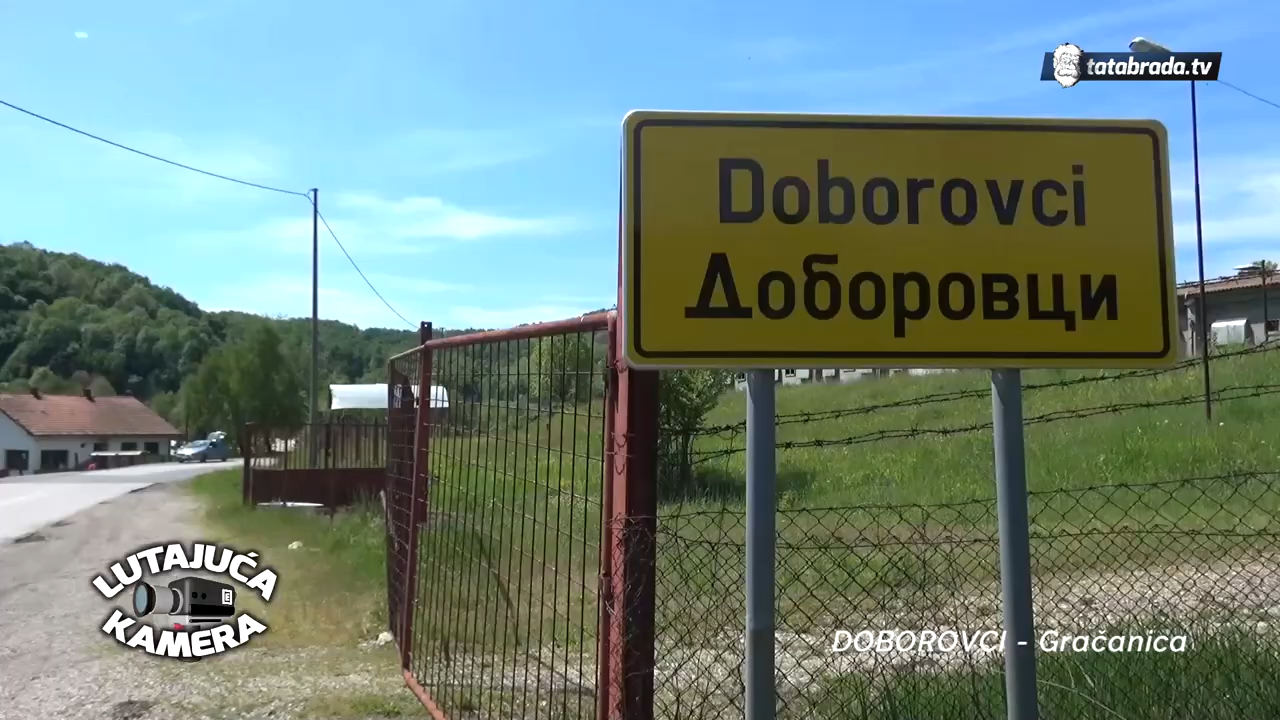 tatabrada.tv
Doborovci
Доборовци
LUTAJUĆA
KAMERA
DOBOROVCI - Gračanica